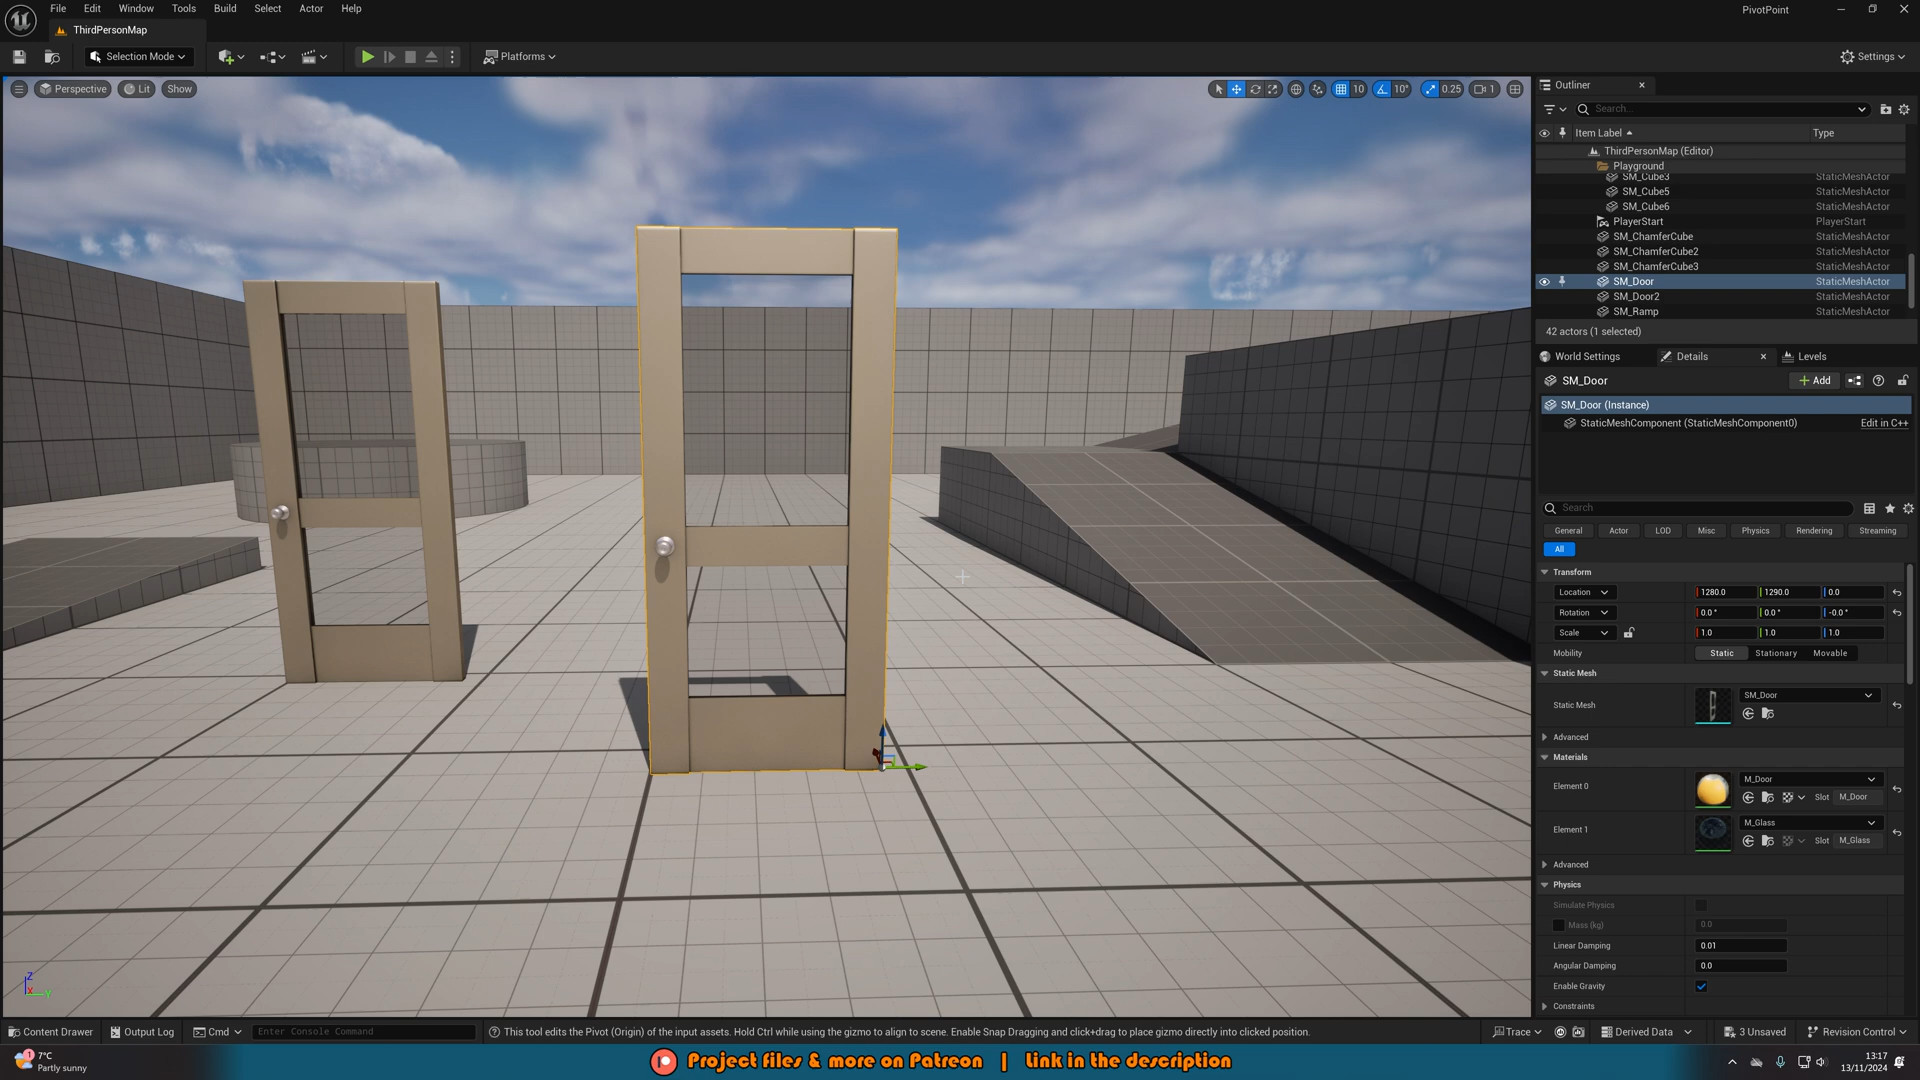 File Edit Window Tools Build Select Actor Help
PivotPoint
ThirdPersonMap
Selection Mode
Platforms
Settings
Perspective Lit Show
10 10° 0.25 1
Outliner
Search...
Item Label Type
ThirdPersonMap (Editor)
Playground
SM_Cube3 StaticMeshActor
SM_Cube5 StaticMeshActor
SM_Cube6 StaticMeshActor
PlayerStart PlayerStart
SM_ChamferCube StaticMeshActor
SM_ChamferCube2 StaticMeshActor
SM_ChamferCube3 StaticMeshActor
SM_Door StaticMeshActor
SM_Door2 StaticMeshActor
SM_Ramp StaticMeshActor
42 actors (1 selected)
World Settings Details Levels
SM_Door
Add
SM_Door (Instance)
StaticMeshComponent (StaticMeshComponent0) Edit in C++
Search
General Actor LOD Misc Physics Rendering Streaming
All
Transform
Location 1280.0 1290.0 0.0
Rotation 0.0° 0.0° -0.0°
Scale 1.0 1.0 1.0
Mobility Static Stationary Movable
Static Mesh
Static Mesh SM_Door
Advanced
Materials
Element 0 M_Door
Slot M_Door
Element 1 M_Glass
Slot M_Glass
Advanced
Physics
Simulate Physics
Mass (kg) 0.0
Linear Damping 0.01
Angular Damping 0.0
Enable Gravity
Constraints
Z
X Y
Content Drawer Output Log Cmd Enter Console Command
This tool edits the Pivot (Origin) of the input assets. Hold Ctrl while using the gizmo to align to scene. Enable Snap Dragging and click+drag to place gizmo directly into clicked position.
Trace Derived Data 3 Unsaved Revision Control
1
7°C
Partly sunny
Project files & more on Patreon | Link in the description
13:17
13/11/2024